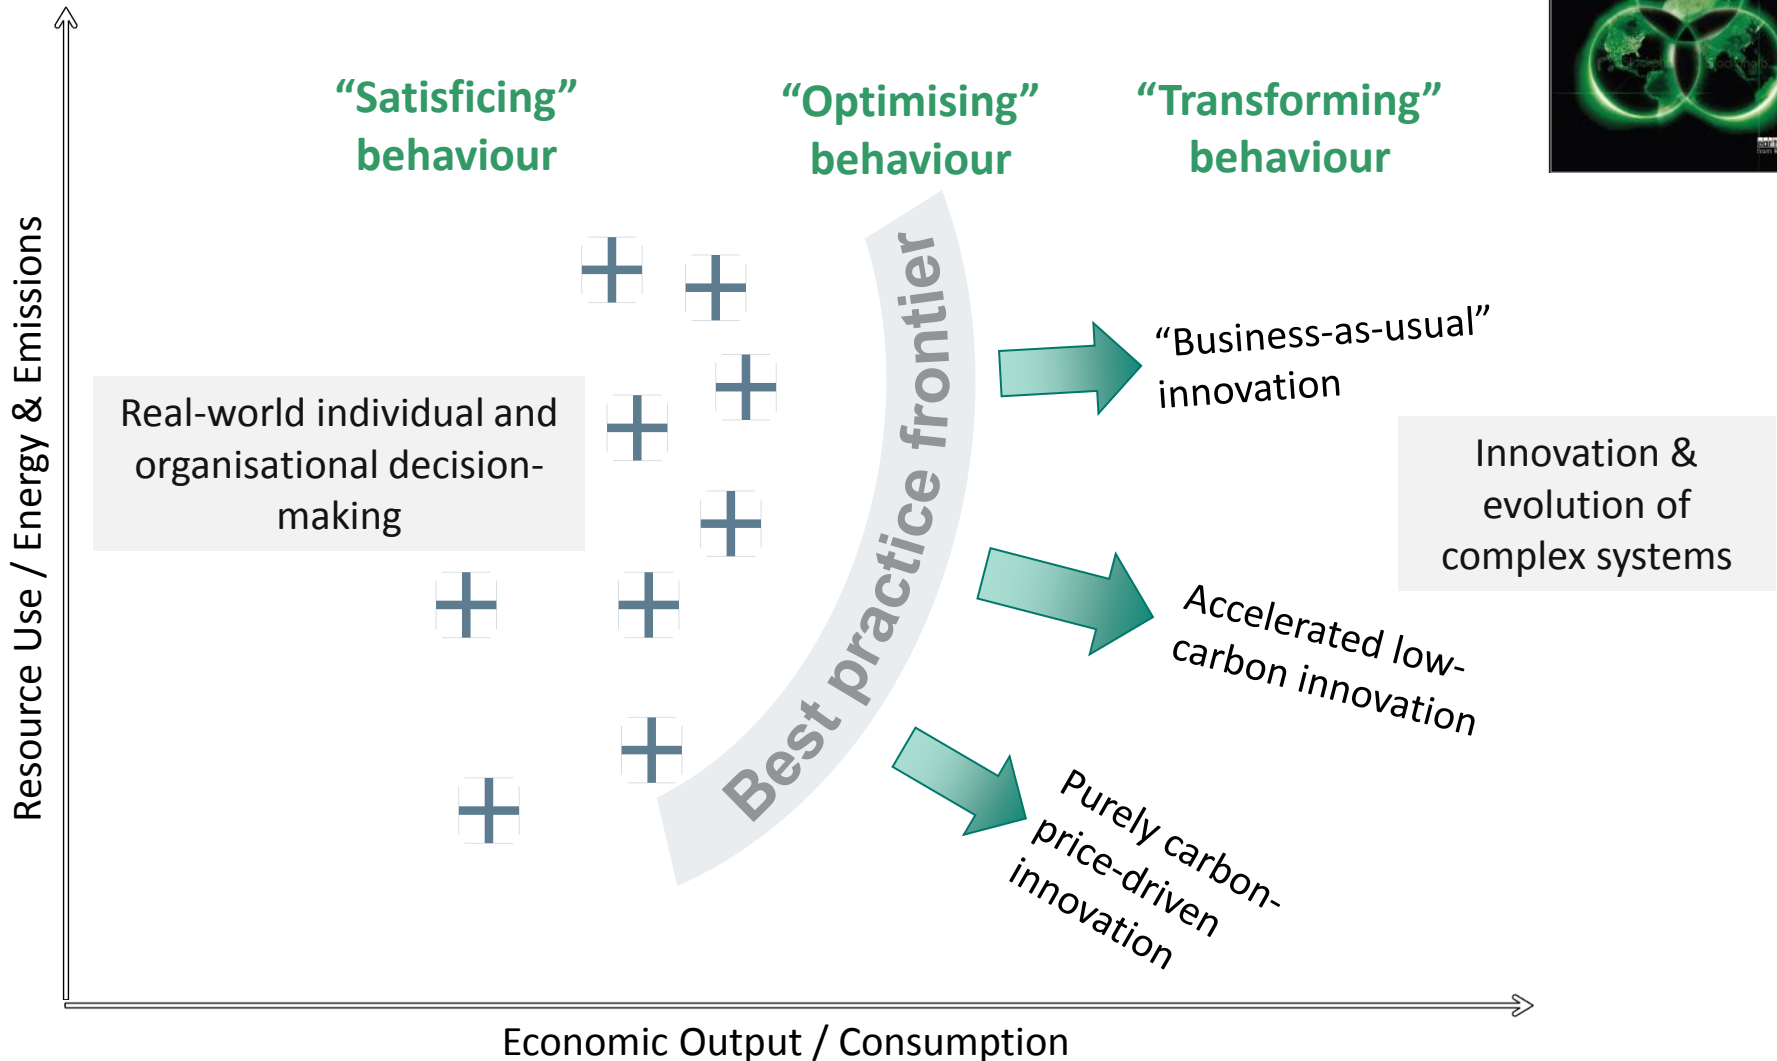 “Satisficing”
behaviour
“Optimising”
behaviour
“Transforming”
behaviour
Resource Use / Energy & Emissions
Real-world individual and
organisational decision-
making
Best practice frontier
“Business-as-usual”
innovation
Accelerated low-
carbon innovation
Purely carbon-
price-driven
innovation
Innovation &
evolution of
complex systems
Economic Output / Consumption